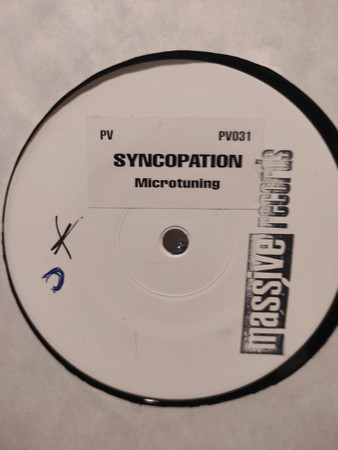 PV PV031
SYNCOPATION
Microtuning
massive records